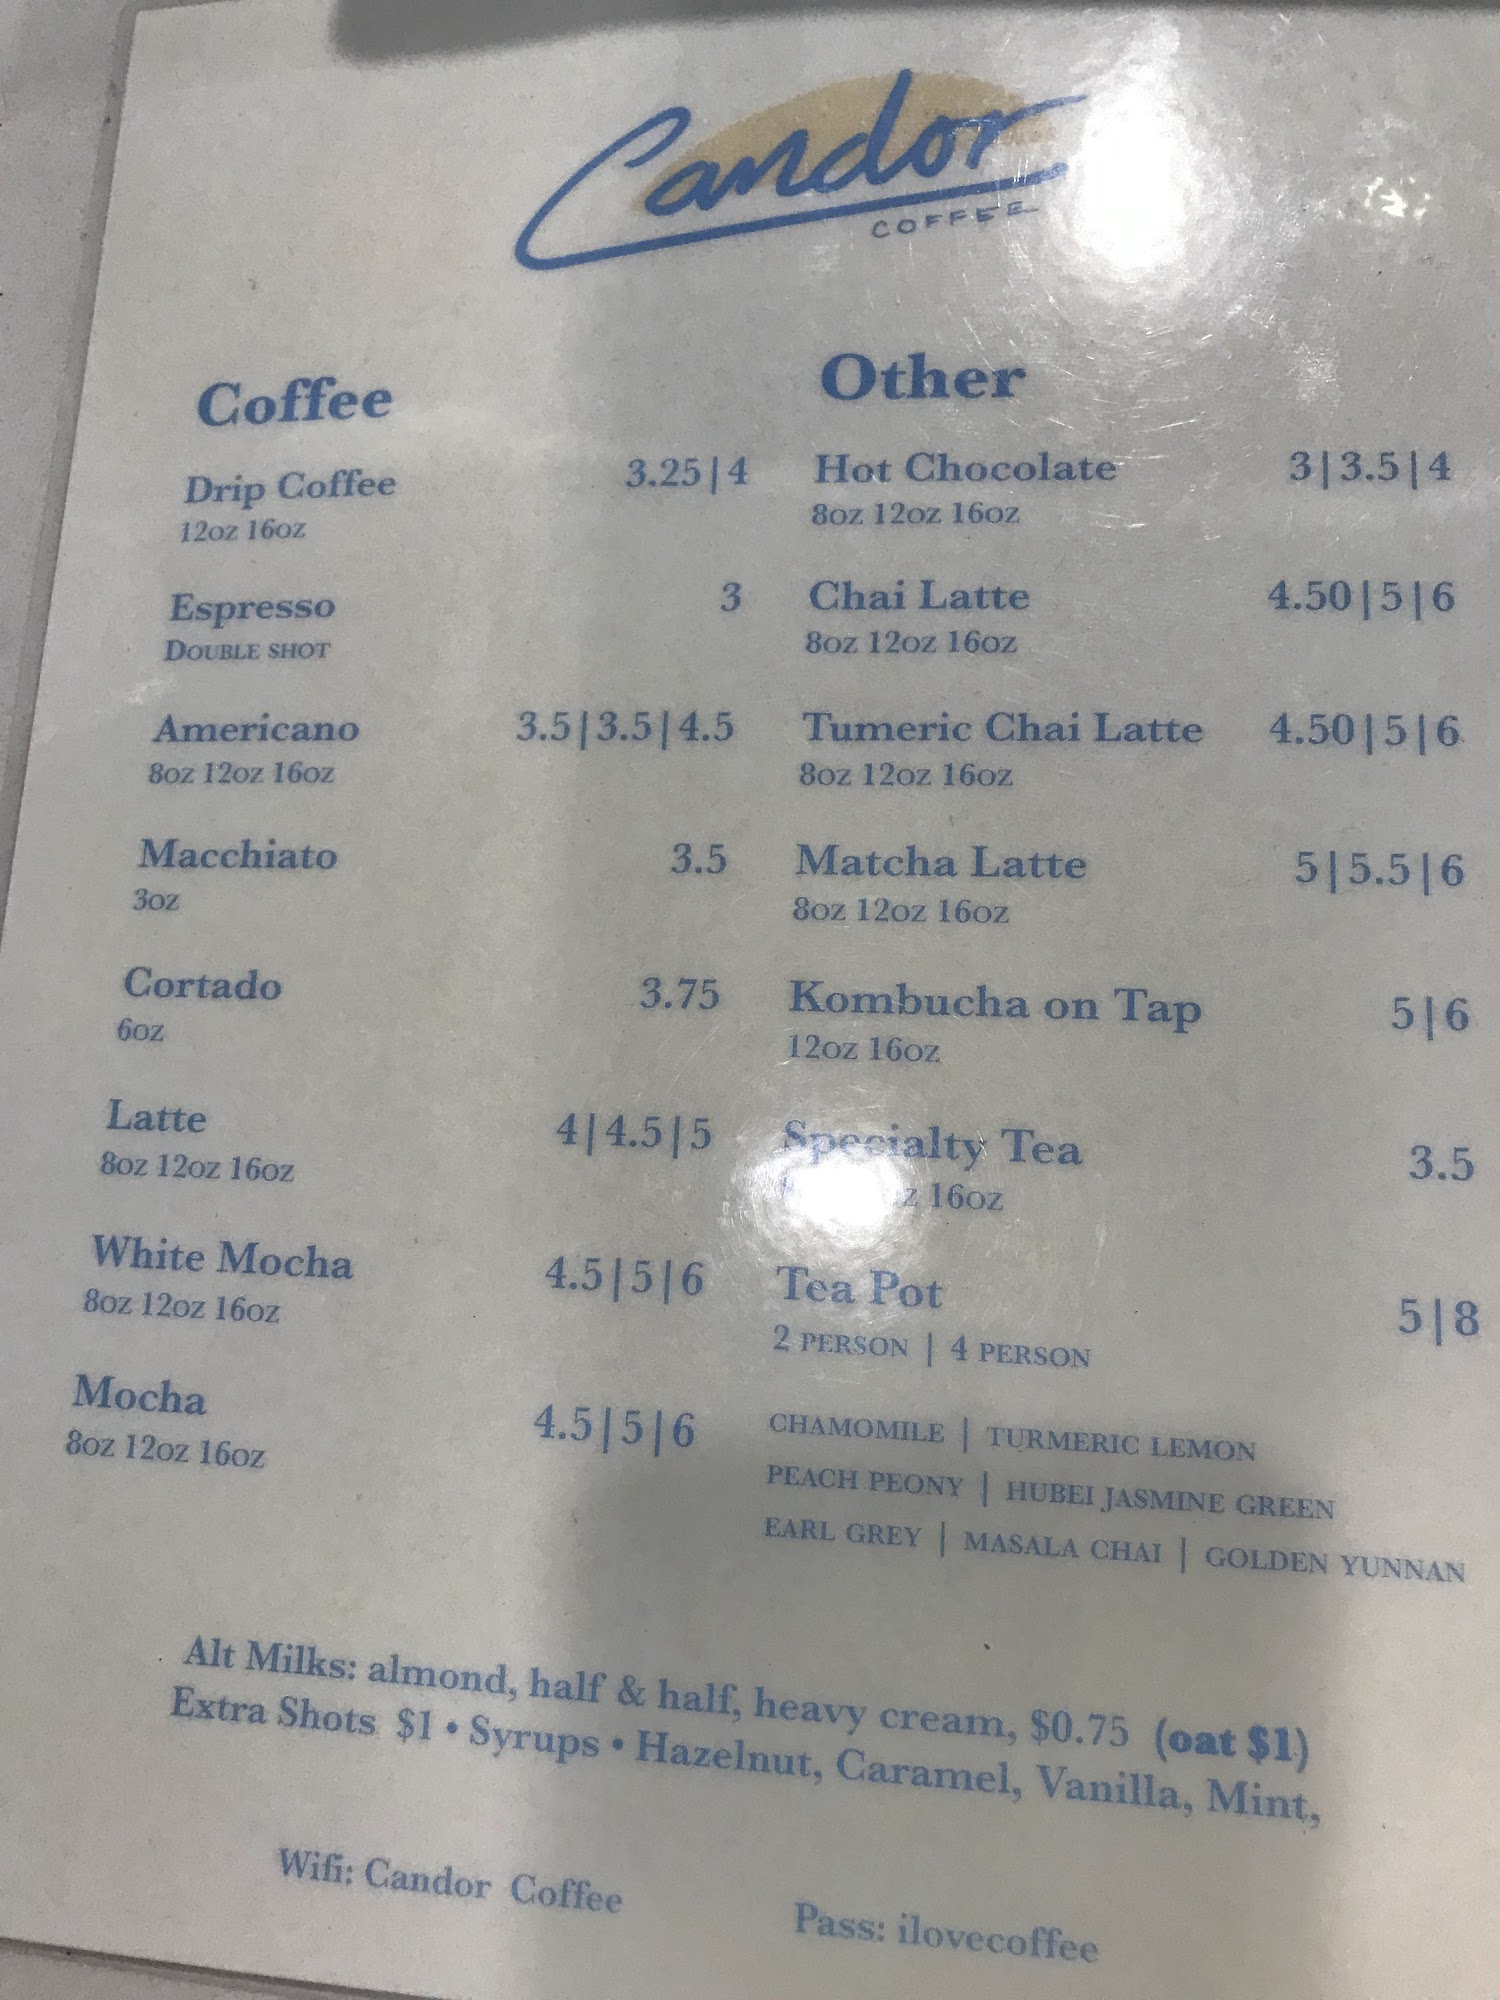 Candor
COFFEE
Coffee
Drip Coffee 3.25|4
12oz 16oz
Espresso 3
DOUBLE SHOT
Americano 3.5|3.5|4.5
8oz 12oz 16oz
Macchiato 3.5
3oz
Cortado 3.75
6oz
Latte 4|4.5|5
8oz 12oz 16oz
White Mocha 4.5|5|6
8oz 12oz 16oz
Mocha 4.5|5|6
8oz 12oz 16oz
Other
Hot Chocolate 3|3.5|4
8oz 12oz 16oz
Chai Latte 4.50|5|6
8oz 12oz 16oz
Tumeric Chai Latte 4.50|5|6
8oz 12oz 16oz
Matcha Latte 5|5.5|6
8oz 12oz 16oz
Kombucha on Tap 5|6
12oz 16oz
Specialty Tea 3.5
16oz
Tea Pot 5|8
2 PERSON | 4 PERSON
CHAMOMILE | TURMERIC LEMON
PEACH PEONY | HUBEI JASMINE GREEN
EARL GREY | MASALA CHAI | GOLDEN YUNNAN
Alt Milks: almond, half & half, heavy cream, $0.75 (oat $1)
Extra Shots $1 • Syrups • Hazelnut, Caramel, Vanilla, Mint,
Wifi: Candor Coffee Pass: ilovecoffee